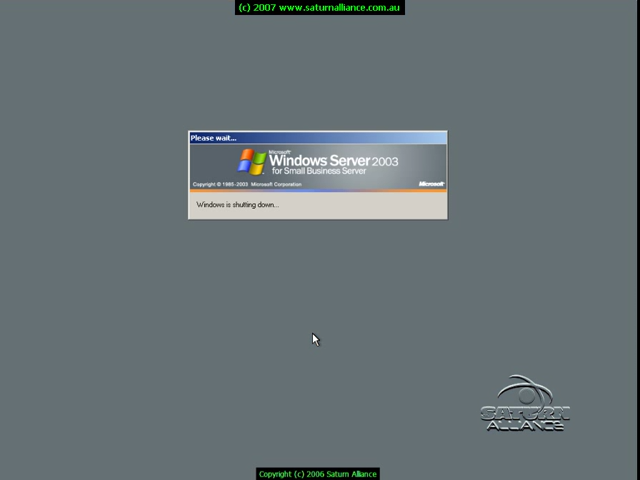 (c) 2007 www.saturnalliance.com.au
Please wait...
Microsoft
Windows Server 2003
for Small Business Server
Copyright © 1985-2003 Microsoft Corporation
Microsoft
Windows is shutting down...
SATURN
ALLIANCE
Copyright (c) 2006 Saturn Alliance